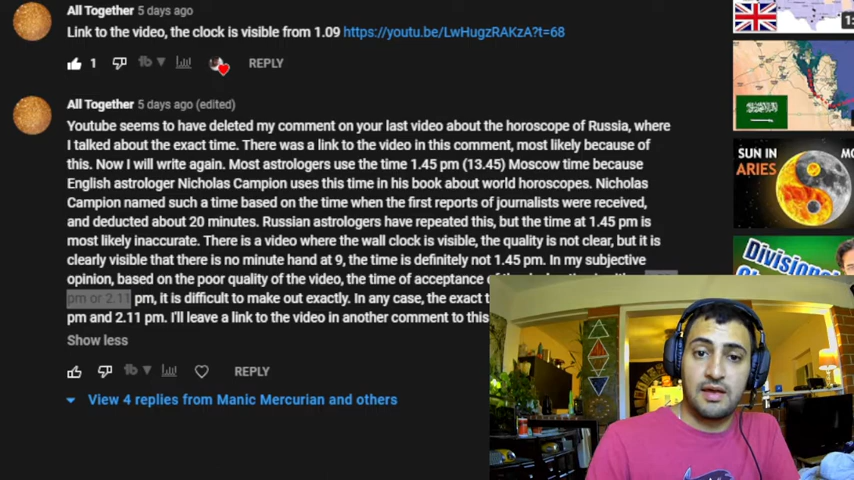 All Together 5 days ago
Link to the video, the clock is visible from 1.09 https://youtu.be/LwHugzRAKzA?t=68
1
REPLY
All Together 5 days ago (edited)
Youtube seems to have deleted my comment on your last video about the horoscope of Russia, where
I talked about the exact time. There was a link to the video in this comment, most likely because of
this. Now I will write again. Most astrologers use the time 1.45 pm (13.45) Moscow time because
English astrologer Nicholas Campion uses this time in his book about world horoscopes. Nicholas
Campion named such a time based on the time when the first reports of journalists were received,
and deducted about 20 minutes. Russian astrologers have repeated this, but the time at 1.45 pm is
most likely inaccurate. There is a video where the wall clock is visible, the quality is not clear, but it is
clearly visible that there is no minute hand at 9, the time is definitely not 1.45 pm. In my subjective
opinion, based on the poor quality of the video, the time of acceptance
pm or 2.11 pm, it is difficult to make out exactly. In any case, the exact
pm and 2.11 pm. I'll leave a link to the video in another comment to this
Show less
REPLY
View 4 replies from Manic Mercurian and others
SUN IN
ARIES
Divisional